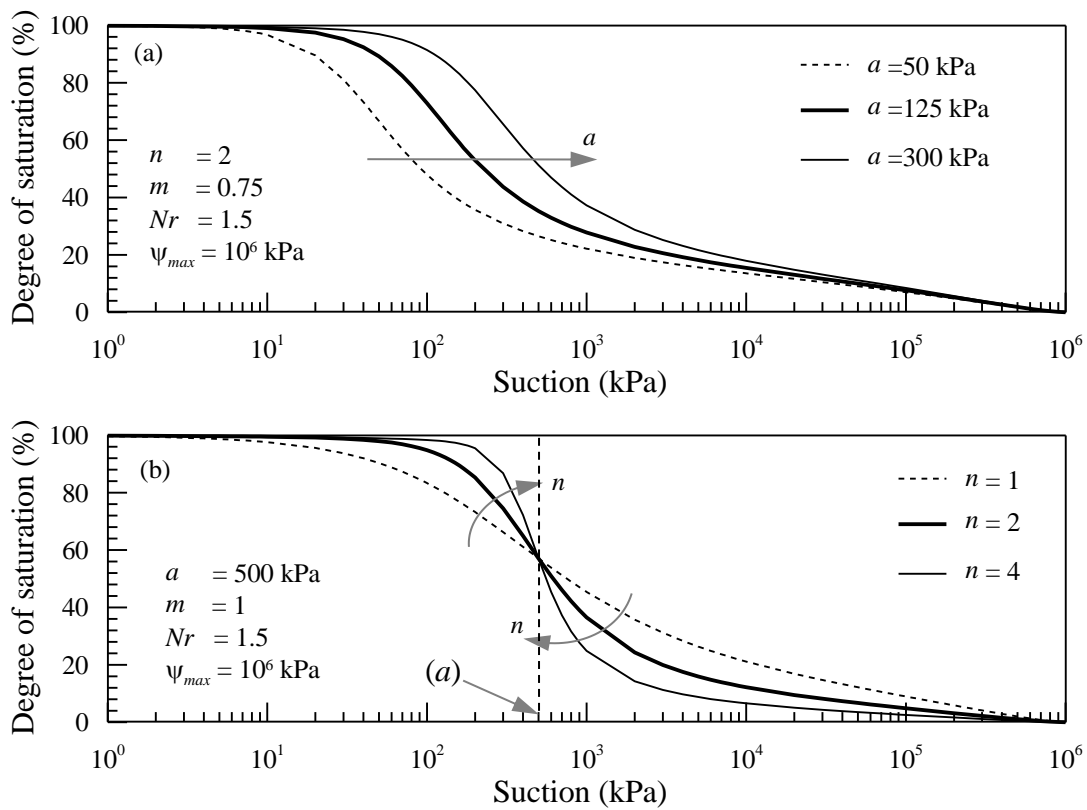 Degree of saturation (%)
100
80
60
40
20
0
(a)
n = 2
m = 0.75
Nr = 1.5
ψmax = 10⁶ kPa
a
a =50 kPa
a =125 kPa
a =300 kPa
10⁰ 10¹ 10² 10³ 10⁴ 10⁵ 10⁶
Suction (kPa)
Degree of saturation (%)
100
80
60
40
20
0
(b)
a = 500 kPa
m = 1
Nr = 1.5
ψmax = 10⁶ kPa
n
n
(a)
n = 1
n = 2
n = 4
10⁰ 10¹ 10² 10³ 10⁴ 10⁵ 10⁶
Suction (kPa)